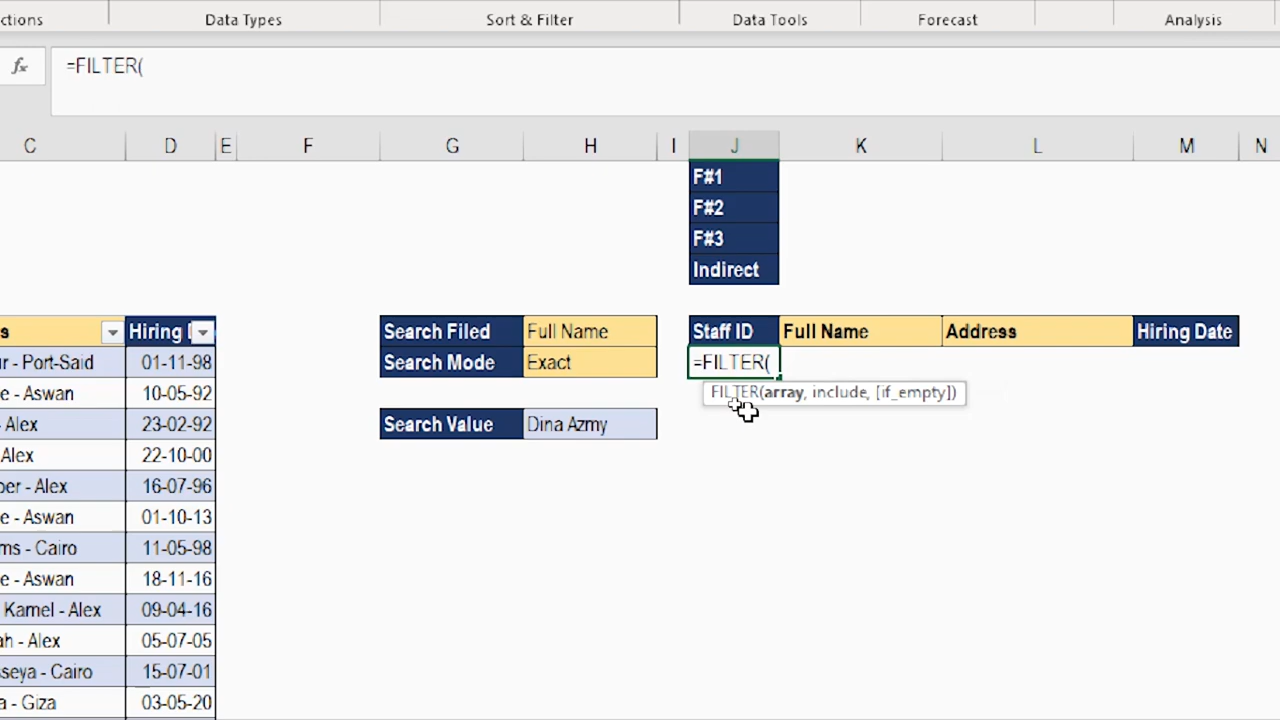 ctions Data Types Sort & Filter Data Tools Forecast Analysis
fx =FILTER(
C D E F G H I J K L M N
F#1
F#2
F#3
Indirect
s Hiring Search Filed Full Name Staff ID Full Name Address Hiring Date
ur - Port-Said 01-11-98 Search Mode Exact =FILTER(
e - Aswan 10-05-92 FILTER(array, include, [if_empty])
- Alex 23-02-92 Search Value Dina Azmy
Alex 22-10-00
per - Alex 16-07-96
e - Aswan 01-10-13
ms - Cairo 11-05-98
e - Aswan 18-11-16
Kamel - Alex 09-04-16
ah - Alex 05-07-05
sseya - Cairo 15-07-01
a - Giza 03-05-20